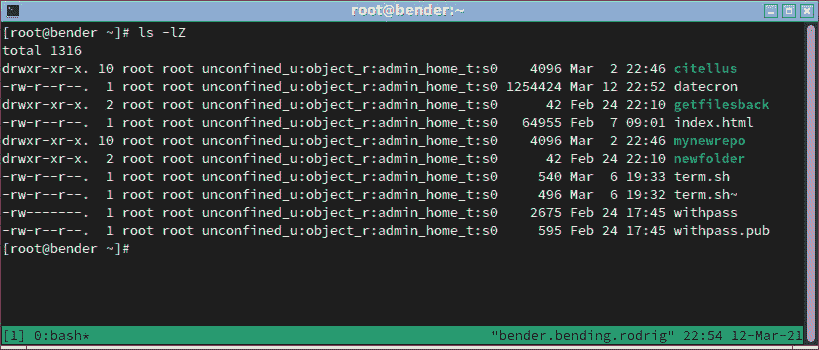 root@bender:~
[root@bender ~]# ls -lZ
total 1316
drwxr-xr-x. 10 root root unconfined_u:object_r:admin_home_t:s0    4096 Mar  2 22:46 citellus
-rw-r--r--.  1 root root unconfined_u:object_r:admin_home_t:s0 1254424 Mar 12 22:52 datecron
drwxr-xr-x.  2 root root unconfined_u:object_r:admin_home_t:s0      42 Feb 24 22:10 getfilesback
-rw-r--r--.  1 root root unconfined_u:object_r:admin_home_t:s0   64955 Feb  7 09:01 index.html
drwxr-xr-x. 10 root root unconfined_u:object_r:admin_home_t:s0    4096 Mar  2 22:46 mynewrepo
drwxr-xr-x.  2 root root unconfined_u:object_r:admin_home_t:s0      42 Feb 24 22:10 newfolder
-rw-r--r--.  1 root root unconfined_u:object_r:admin_home_t:s0     540 Mar  6 19:33 term.sh
-rw-r--r--.  1 root root unconfined_u:object_r:admin_home_t:s0     496 Mar  6 19:32 term.sh~
-rw-------.  1 root root unconfined_u:object_r:admin_home_t:s0    2675 Feb 24 17:45 withpass
-rw-r--r--.  1 root root unconfined_u:object_r:admin_home_t:s0     595 Feb 24 17:45 withpass.pub
[root@bender ~]#
[1] 0:bash* "bender.bending.rodrig" 22:54 12-Mar-21